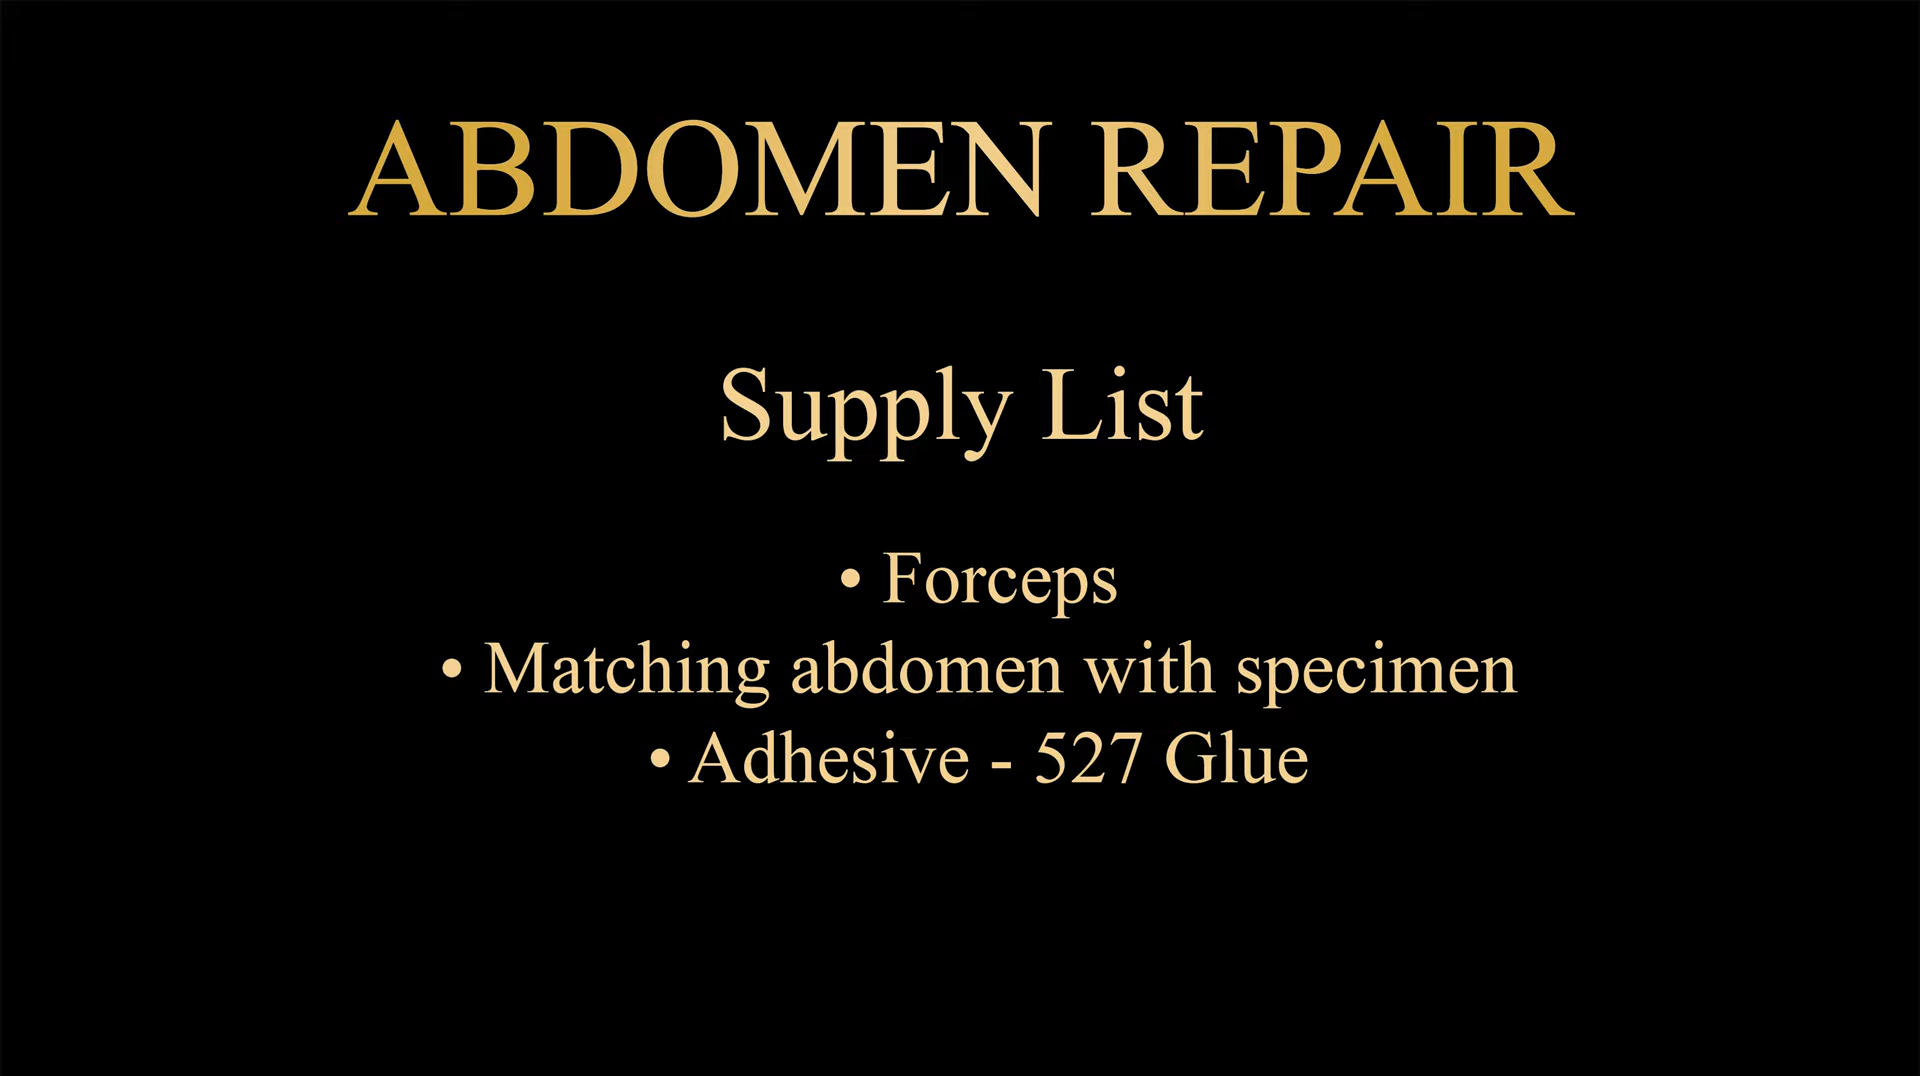 ABDOMEN REPAIR
Supply List
• Forceps
• Matching abdomen with specimen
• Adhesive - 527 Glue